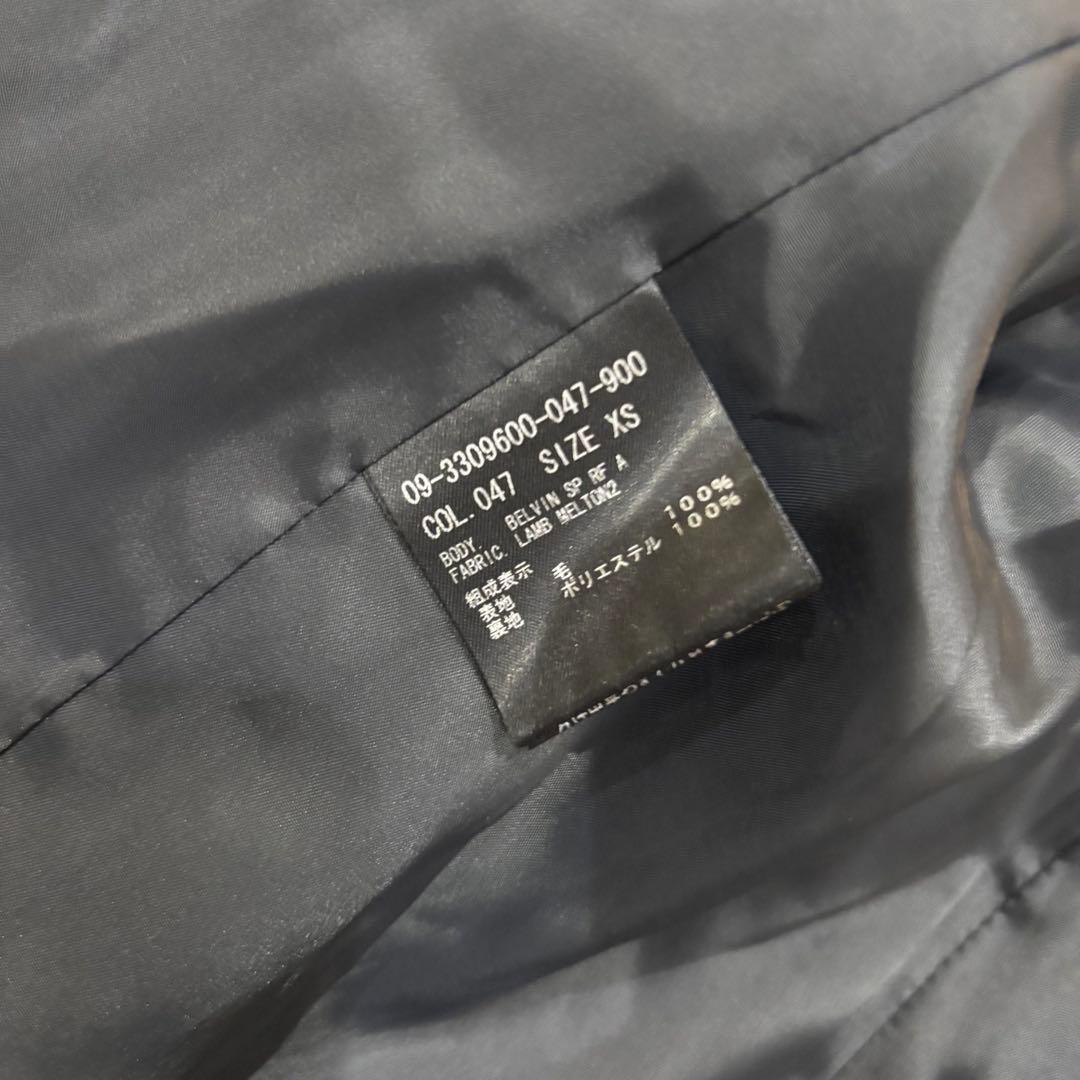 09-3309600-047-900
COL. 047 SIZE XS
BODY. BELVIN SP RF A
FABRIC. LAMB MELTON2
組成表示
表地 毛 100%
裏地 ポリエステル 100%